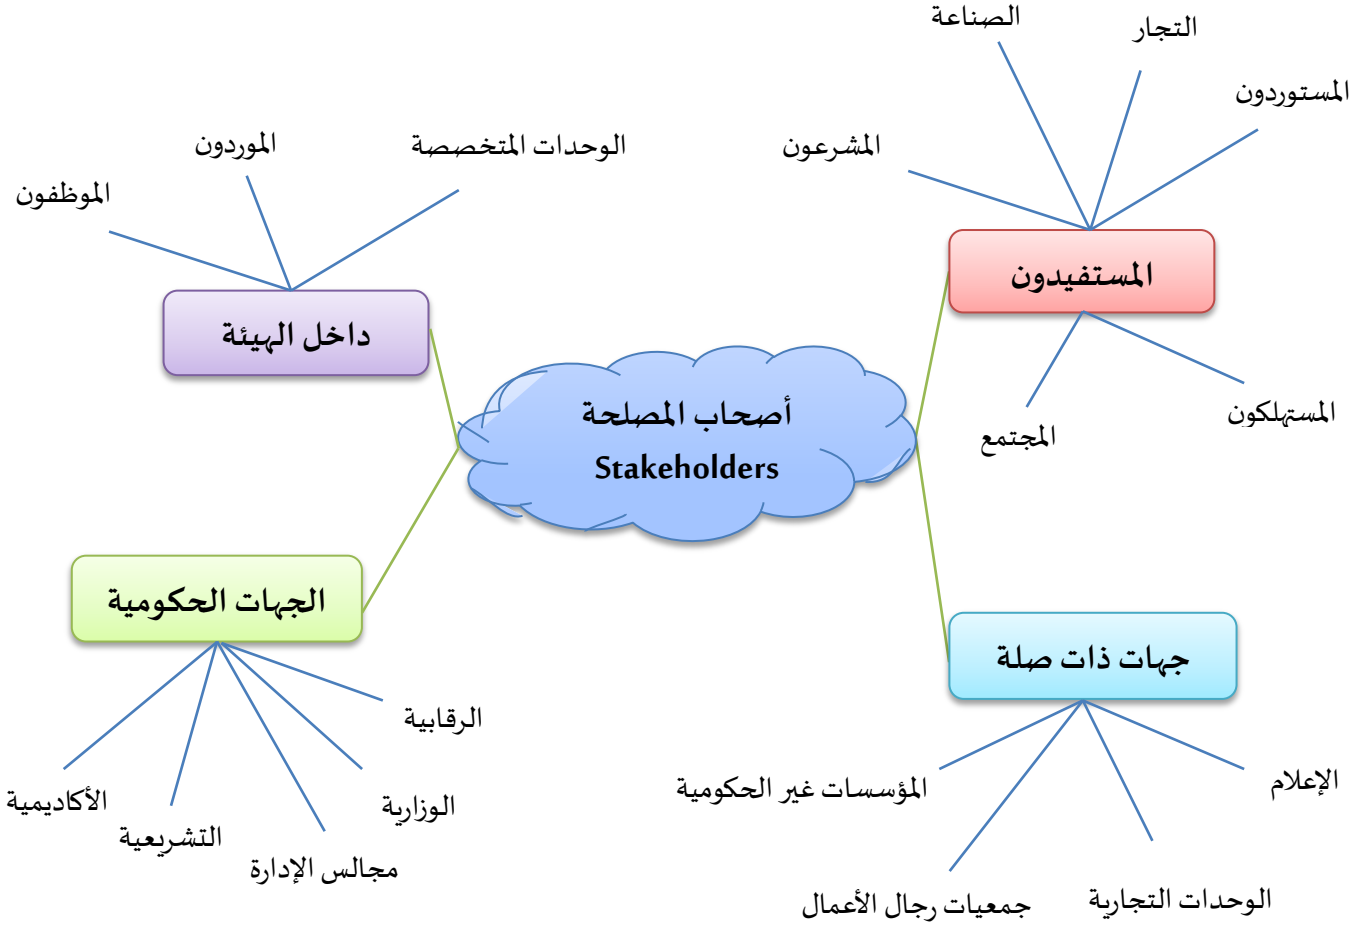 الصناعة
التجار
المستوردون
المشرعون
المستفيدون
المستهلكون
المجتمع
الوحدات المتخصصة
الموردون
الموظفون
داخل الهيئة
أصحاب المصلحة
Stakeholders
جهات ذات صلة
الإعلام
الوحدات التجارية
جمعيات رجال الأعمال
المؤسسات غير الحكومية
الجهات الحكومية
الرقابية
الوزارية
مجالس الإدارة
التشريعية
الأكاديمية